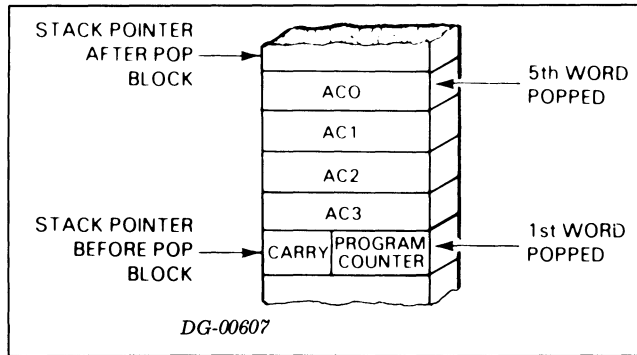 STACK POINTER
AFTER POP
BLOCK
5th WORD
POPPED
AC0
AC1
AC2
AC3
STACK POINTER
BEFORE POP
BLOCK
CARRY
PROGRAM
COUNTER
1st WORD
POPPED
DG-00607